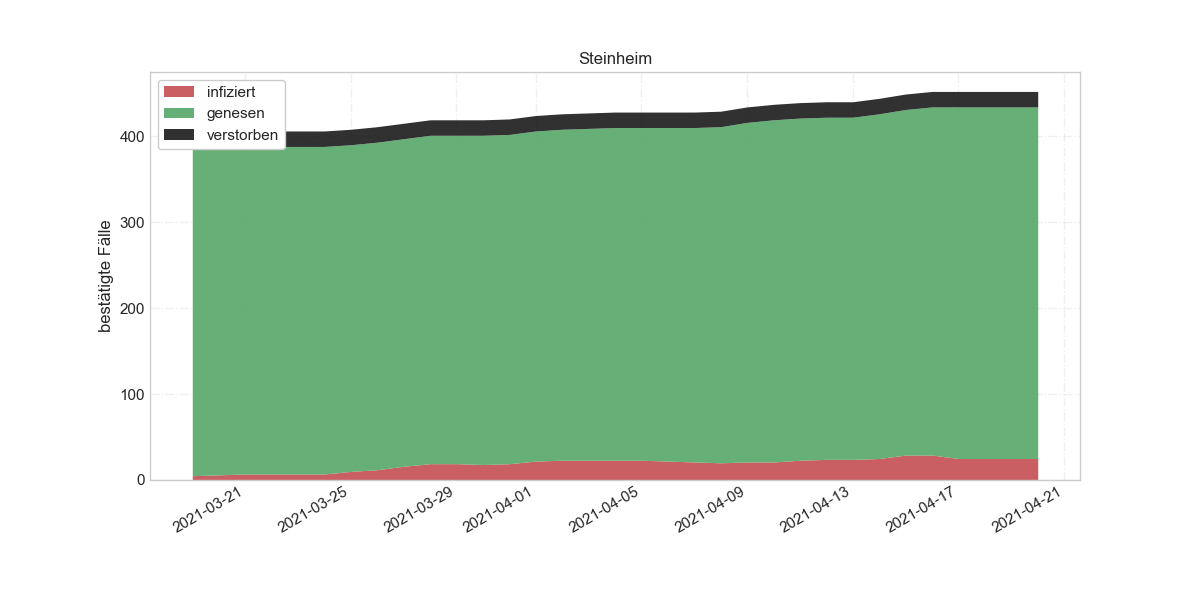 Steinheim
infiziert
genesen
verstorben
bestätigte Fälle
400
300
200
100
0
2021-03-21
2021-03-25
2021-03-29
2021-04-01
2021-04-05
2021-04-09
2021-04-13
2021-04-17
2021-04-21